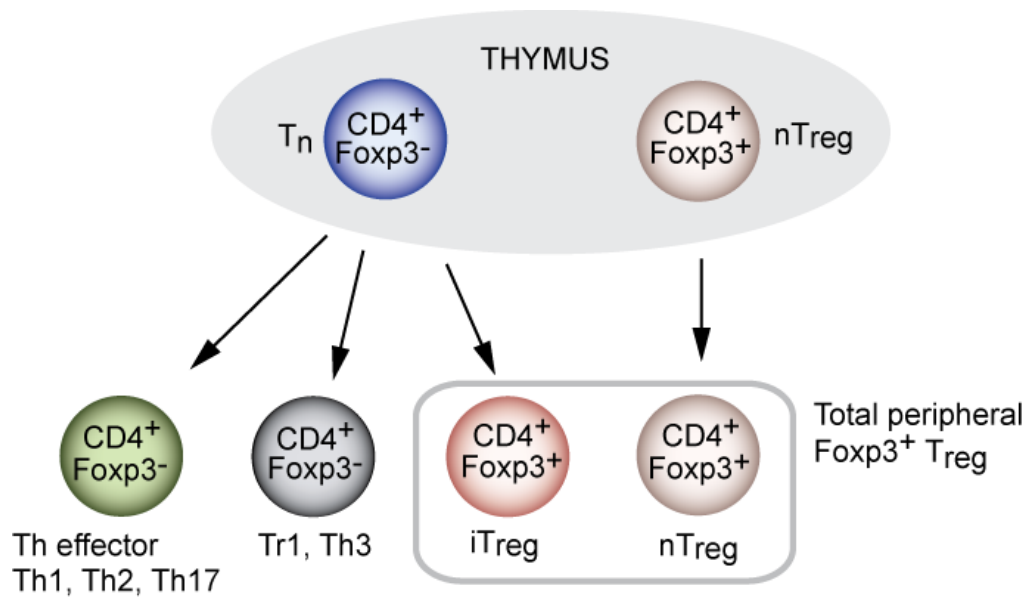 THYMUS
Tn
CD4+
Foxp3-
CD4+
Foxp3+
nTreg
CD4+
Foxp3-
CD4+
Foxp3-
CD4+
Foxp3+
CD4+
Foxp3+
Total peripheral
Foxp3+ Treg
Th effector
Th1, Th2, Th17
Tr1, Th3
iTreg
nTreg